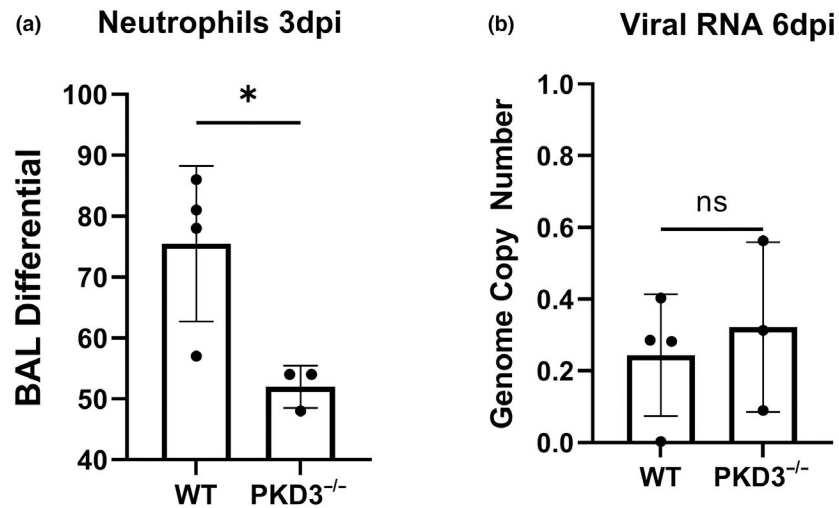 (a) Neutrophils 3dpi
BAL Differential
100
90
80
70
60
50
40
*
WT PKD3⁻/⁻
(b) Viral RNA 6dpi
Genome Copy Number
1.0
0.8
0.6
0.4
0.2
0.0
ns
WT PKD3⁻/⁻